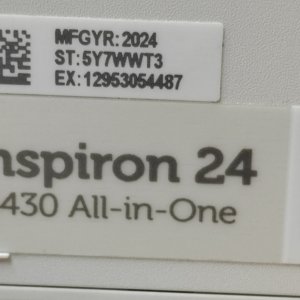 MFGYR: 2024
ST: 5Y7WWT3
EX: 12953054487
nspiron 24
430 All-in-One